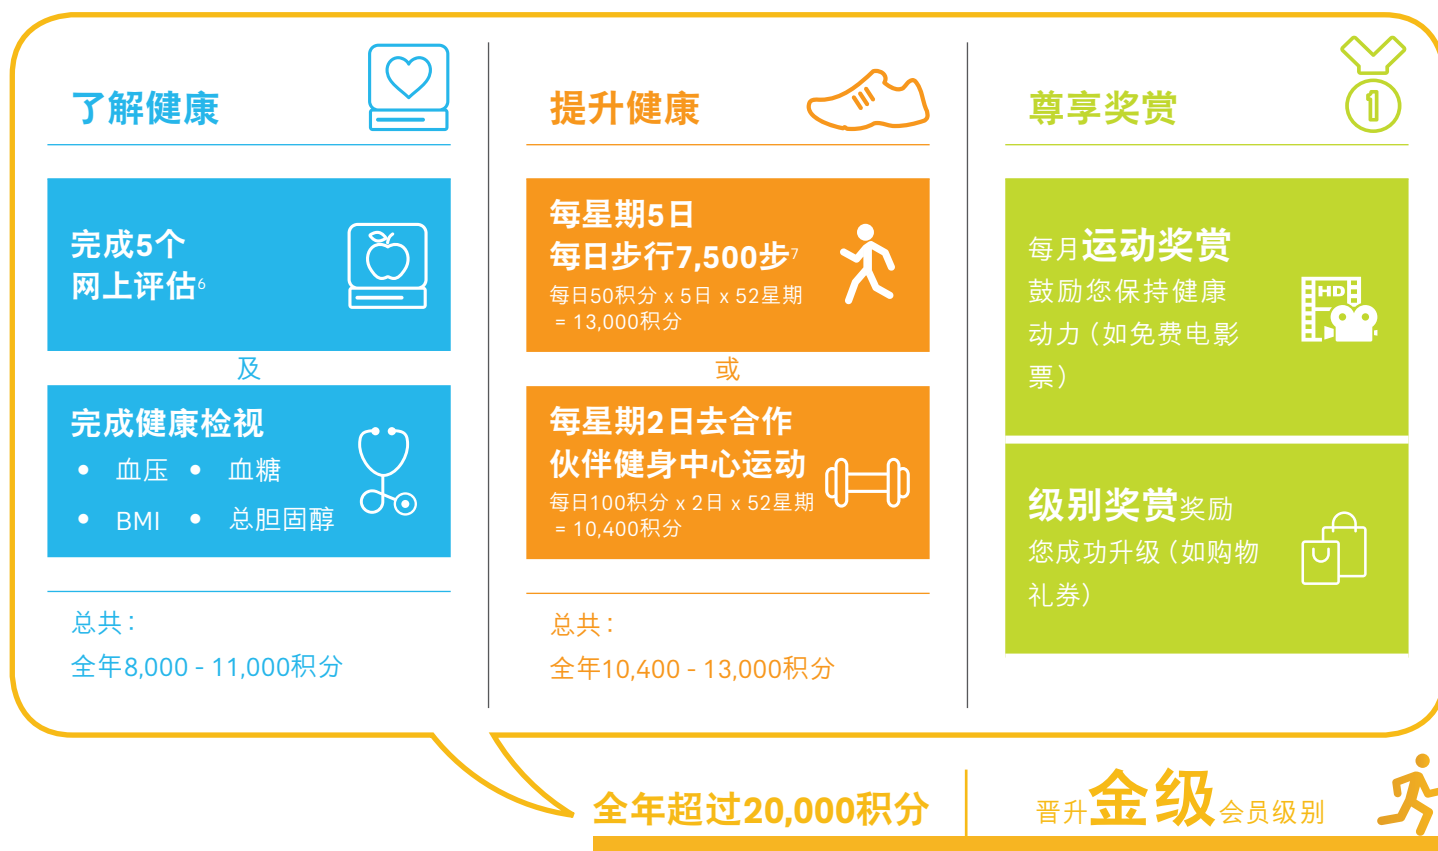 了解健康
完成5个
网上评估6
及
完成健康检视
• 血压 • 血糖
• BMI • 总胆固醇
总共：
全年8,000 - 11,000积分
提升健康
每星期5日
每日步行7,500步7
每日50积分 x 5日 x 52星期
= 13,000积分
或
每星期2日去合作
伙伴健身中心运动
每日100积分 x 2日 x 52星期
= 10,400积分
总共：
全年10,400 - 13,000积分
尊享奖赏
1
每月运动奖赏
鼓励您保持健康
动力（如免费电影
票）
HD
级别奖赏奖励
您成功升级（如购物
礼券）
全年超过20,000积分
晋升金级会员级别